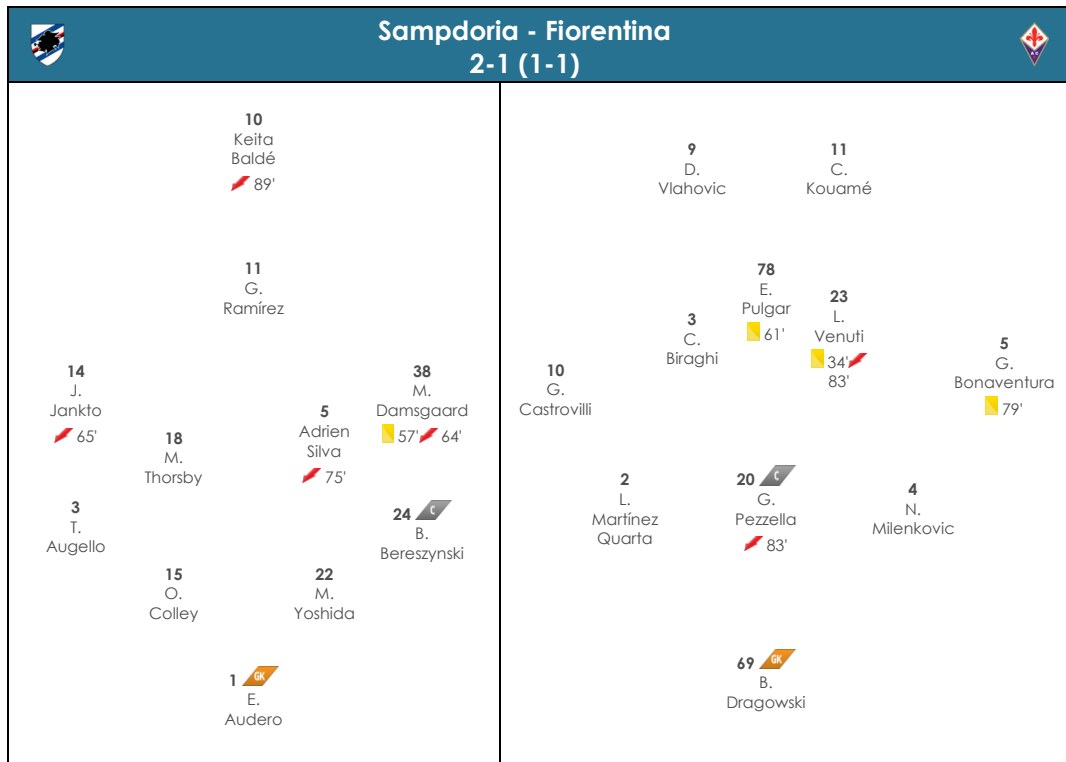 Sampdoria - Fiorentina
2-1 (1-1)
10
Keita
Baldé
89'
11
G.
Ramírez
14
J.
Jankto
65'
38
M.
Damsgaard
57' 64'
5
Adrien
Silva
75'
18
M.
Thorsby
3
T.
Augello
24 C
B.
Bereszynski
15
O.
Colley
22
M.
Yoshida
1 GK
E.
Audero
9
D.
Vlahovic
11
C.
Kouamé
78
E.
Pulgar
61'
23
L.
Venuti
34'
83'
3
C.
Biraghi
5
G.
Bonaventura
79'
10
G.
Castrovilli
2
L.
Martínez
Quarta
20 C
G.
Pezzella
83'
4
N.
Milenkovic
69 GK
B.
Dragowski